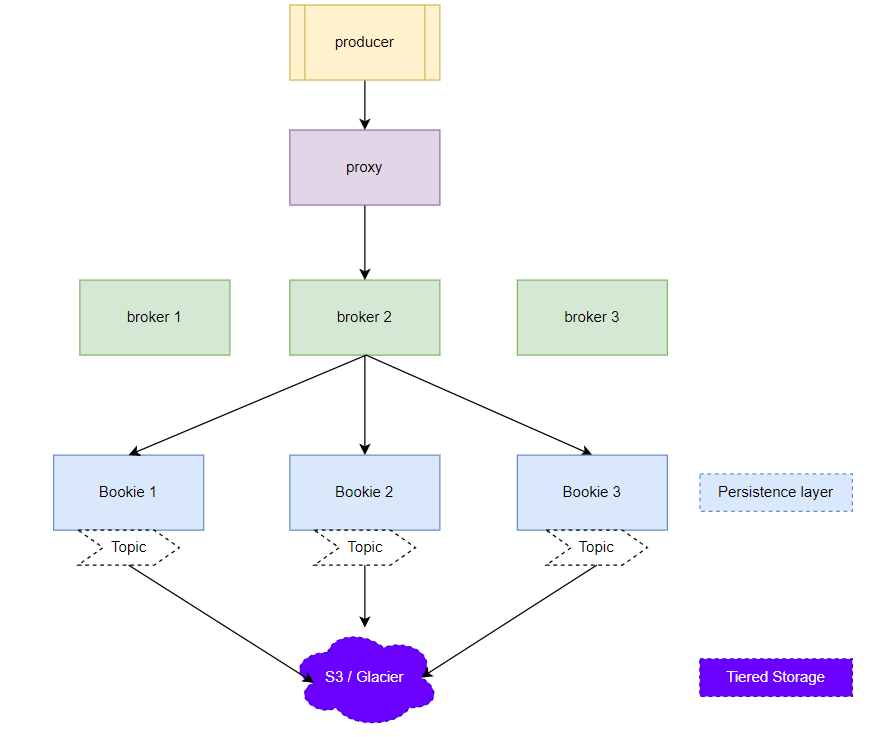 producer
proxy
broker 1
broker 2
broker 3
Bookie 1
Bookie 2
Bookie 3
Persistence layer
Topic
Topic
Topic
S3 / Glacier
Tiered Storage